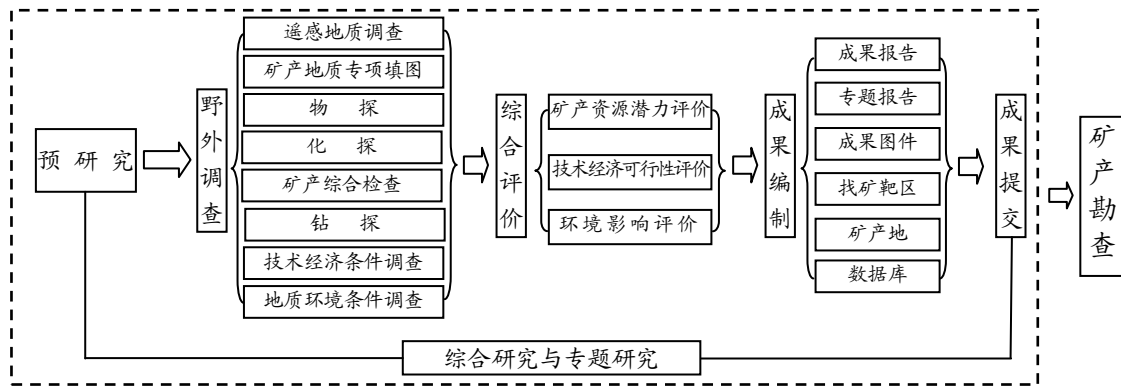 预研究
野外调查
遥感地质调查
矿产地质专项填图
物 探
化 探
矿产综合检查
钻 探
技术经济条件调查
地质环境条件调查
综合评价
矿产资源潜力评价
技术经济可行性评价
环境影响评价
成果编制
成果报告
专题报告
成果图件
找矿靶区
矿产地
数据库
成果提交
矿产勘查
综合研究与专题研究